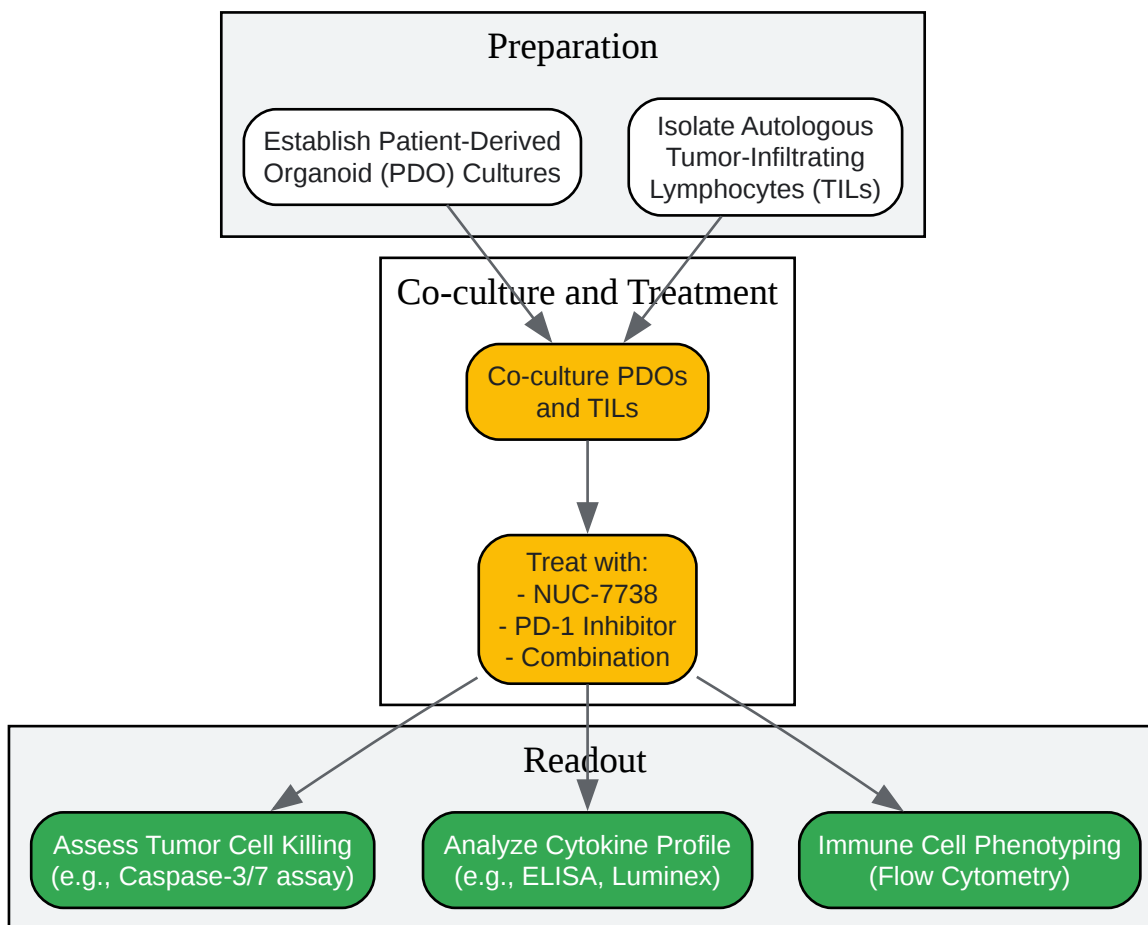 Preparation
Establish Patient-Derived
Organoid (PDO) Cultures
Isolate Autologous
Tumor-Infiltrating
Lymphocytes (TILs)
Co-culture and Treatment
Co-culture PDOs
and TILs
Treat with:
- NUC-7738
- PD-1 Inhibitor
- Combination
Readout
Assess Tumor Cell Killing
(e.g., Caspase-3/7 assay)
Analyze Cytokine Profile
(e.g., ELISA, Luminex)
Immune Cell Phenotyping
(Flow Cytometry)